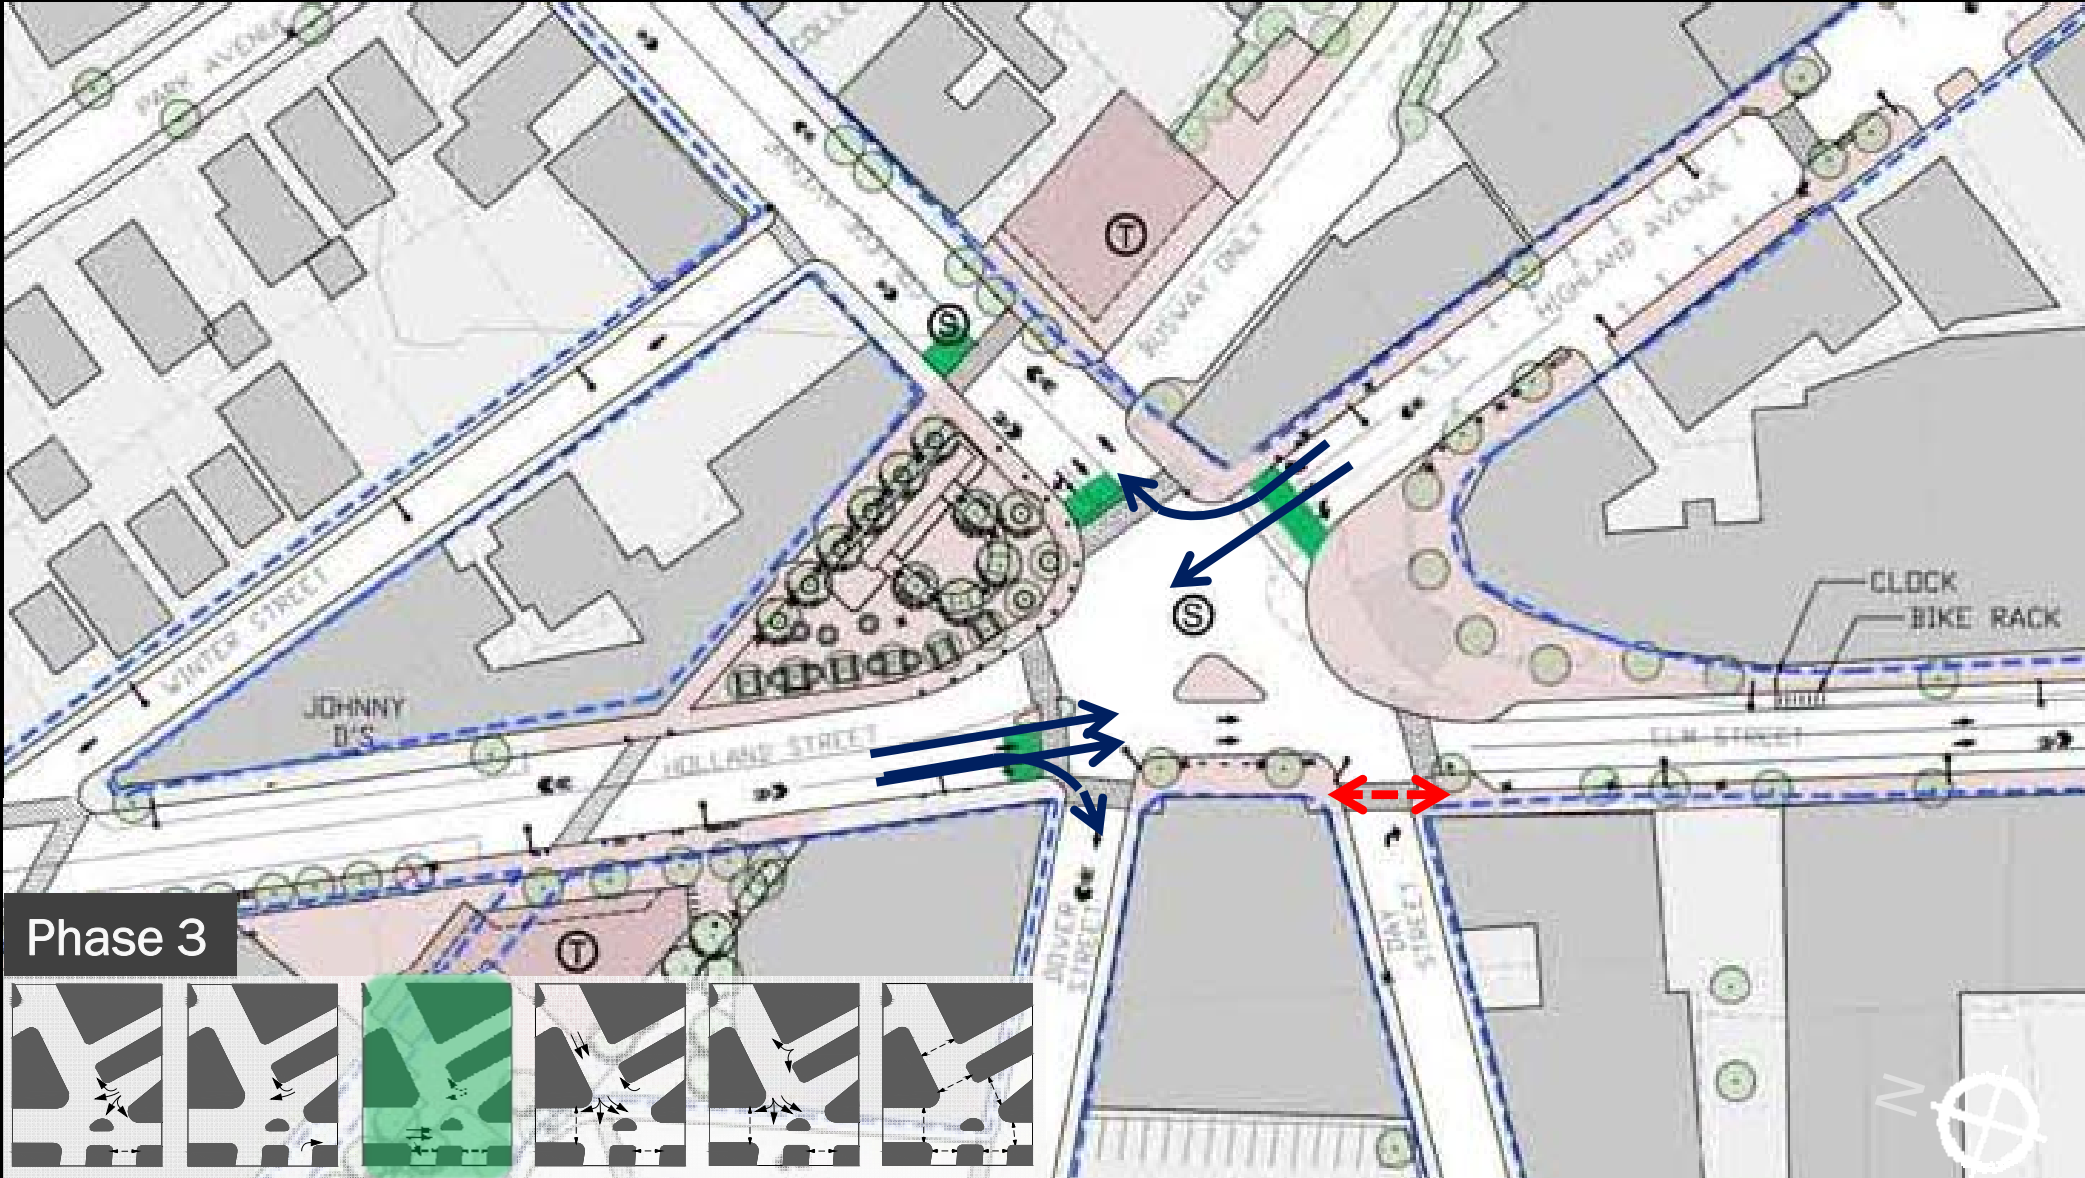 PARK AVENUE
T
BUSWAY ONLY
HIGHLAND AVENUE
S
CLOCK
S
BIKE RACK
WINTER STREET
JOHNNY
D'S
HOLLAND STREET
ELM STREET
Phase 3
T
DOVER
STREET
DAY
STREET
N